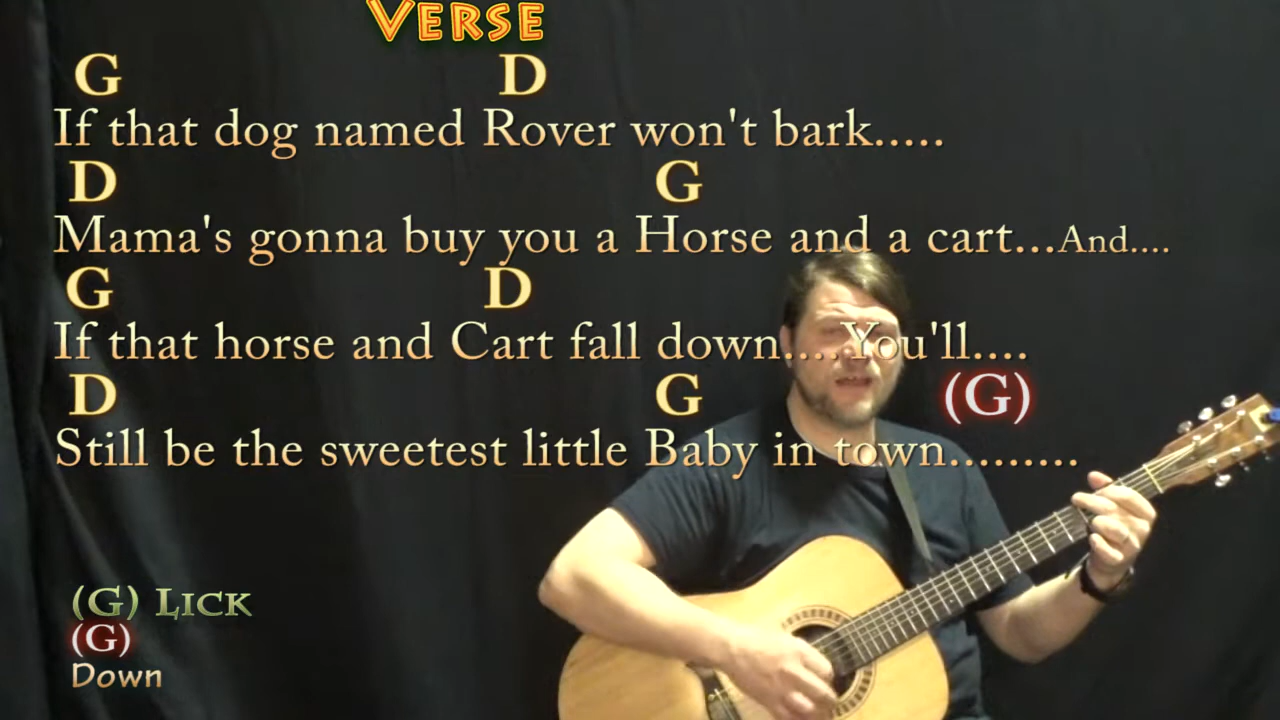 VERSE
G D
If that dog named Rover won't bark.....
D G
Mama's gonna buy you a Horse and a cart...And....
G D
If that horse and Cart fall down....You'll....
D G (G)
Still be the sweetest little Baby in town.........
(G) LICK
(G)
Down